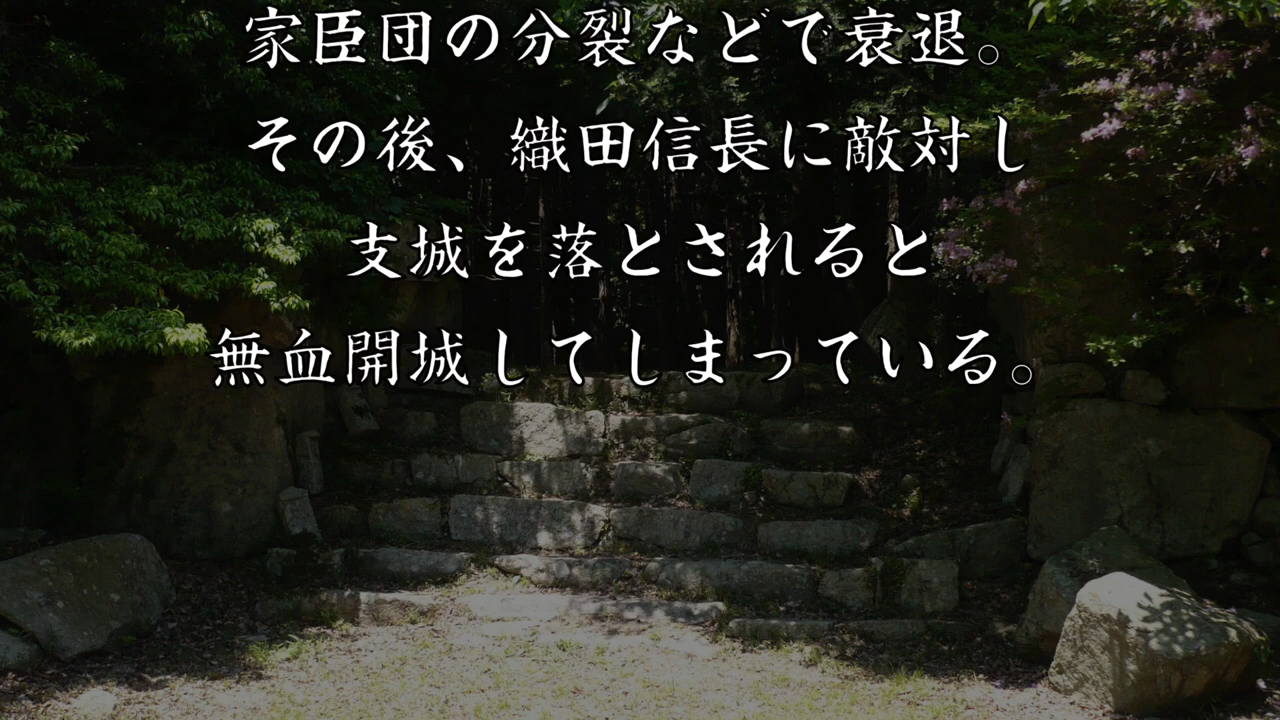 家臣団の分裂などで衰退。
その後、織田信長に敵対し
支城を落とされると
無血開城してしまっている。